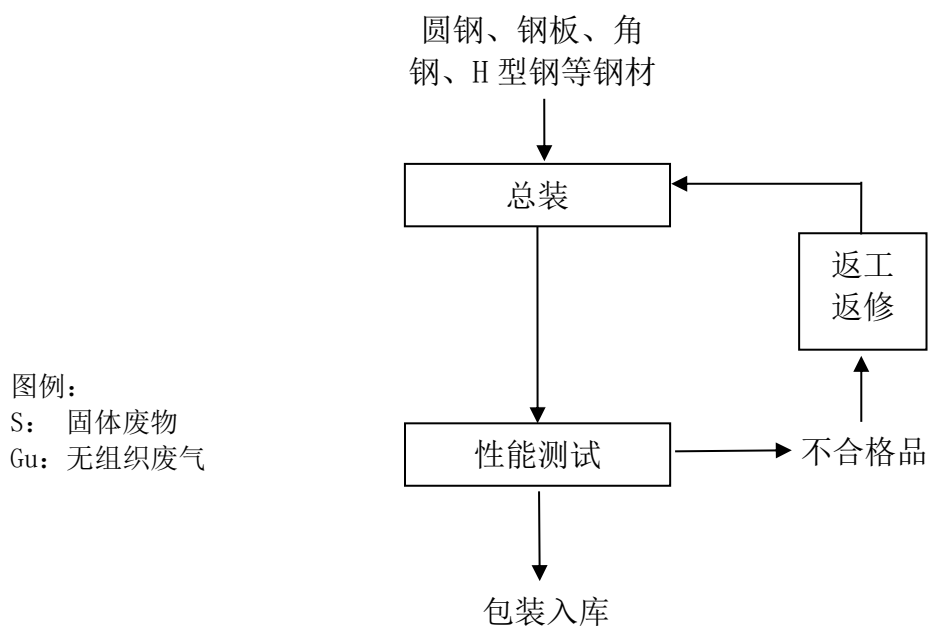 圆钢、钢板、角
钢、H型钢等钢材
总装
返工
返修
图例：
S： 固体废物
Gu：无组织废气
性能测试
不合格品
包装入库